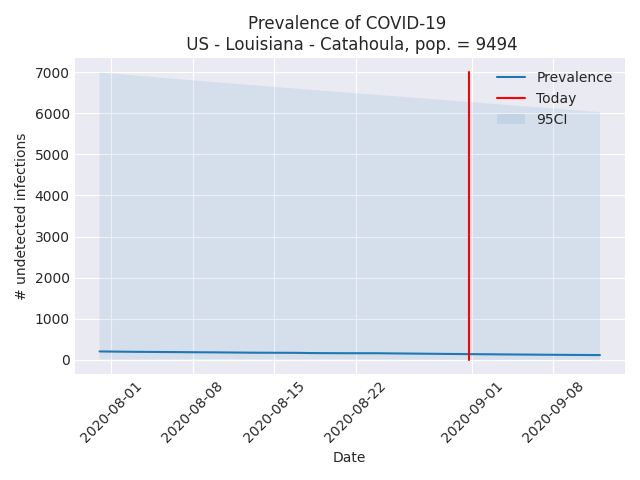 Prevalence of COVID-19
US - Louisiana - Catahoula, pop. = 9494
7000
6000
5000
4000
3000
2000
1000
0
# undetected infections
Prevalence
Today
95CI
2020-08-01
2020-08-08
2020-08-15
2020-08-22
2020-09-01
2020-09-08
Date